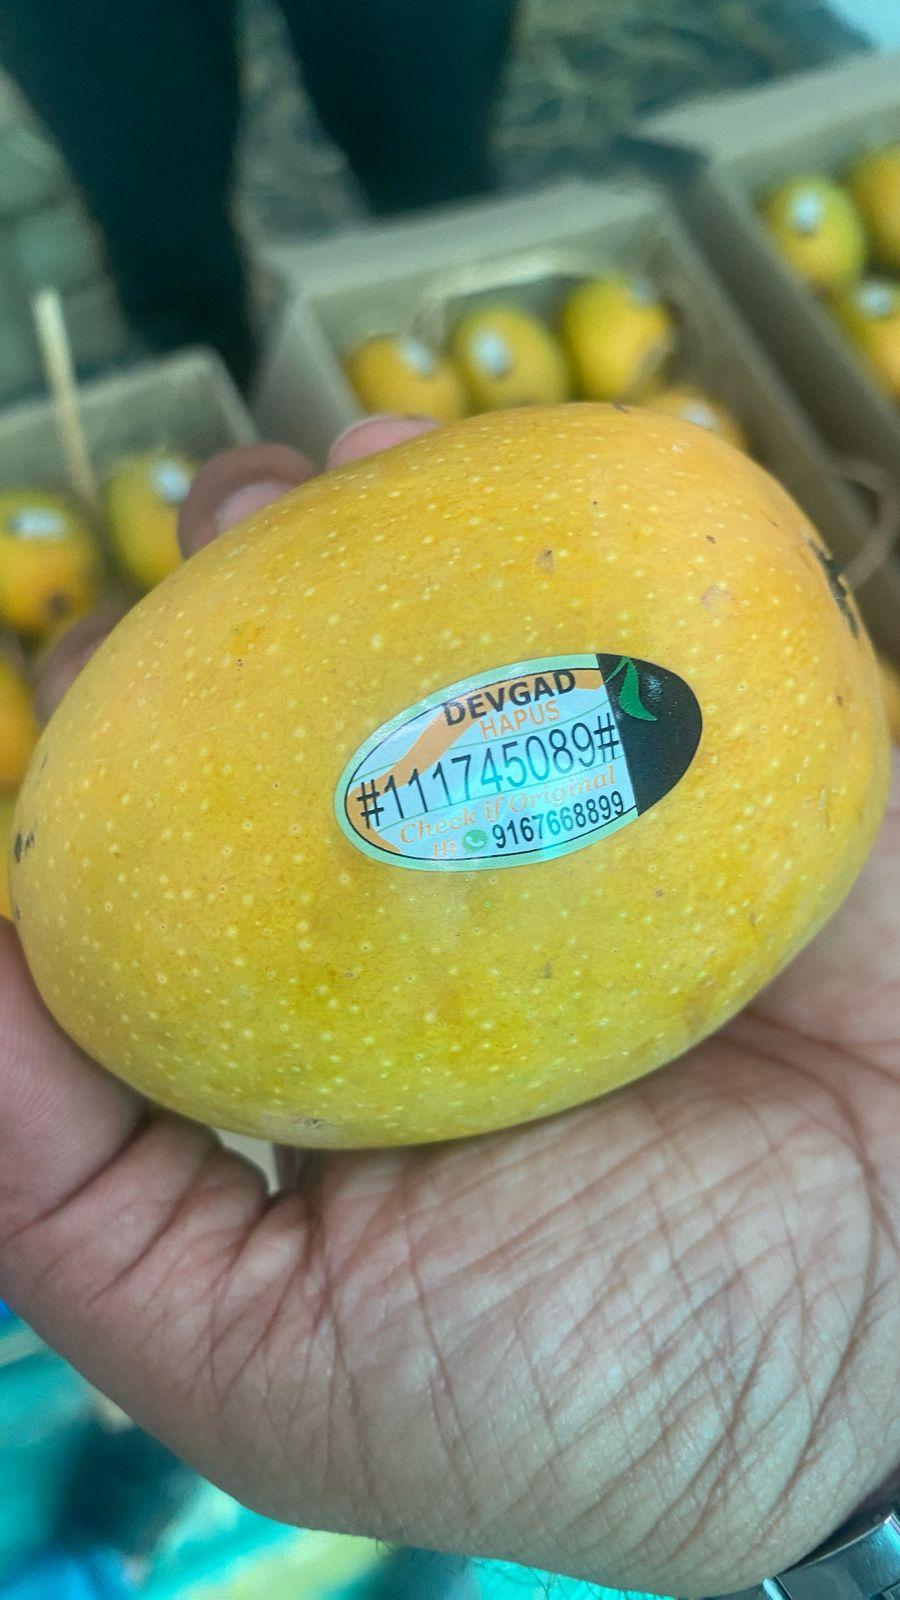 DEVGAD
HAPUS
#111745089#
Check if Original
Hi 9167668899